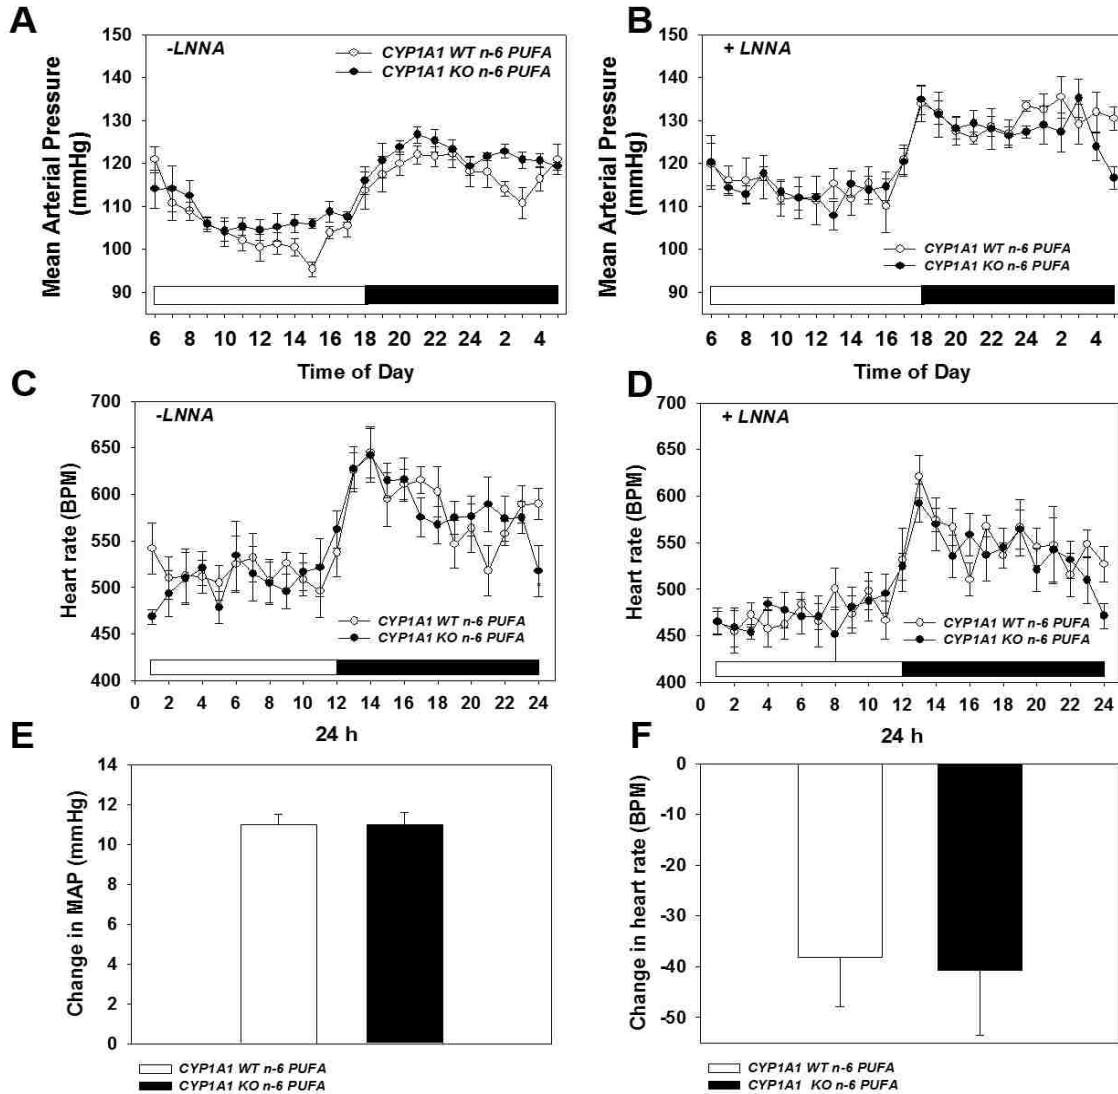 A
-LNNA
CYP1A1 WT n-6 PUFA
CYP1A1 KO n-6 PUFA
Mean Arterial Pressure
(mmHg)
150
140
130
120
110
100
90
6 8 10 12 14 16 18 20 22 24 2 4
Time of Day
B
+ LNNA
CYP1A1 WT n-6 PUFA
CYP1A1 KO n-6 PUFA
Mean Arterial Pressure
(mmHg)
150
140
130
120
110
100
90
6 8 10 12 14 16 18 20 22 24 2 4
Time of Day
C
-LNNA
CYP1A1 WT n-6 PUFA
CYP1A1 KO n-6 PUFA
Heart rate (BPM)
700
650
600
550
500
450
400
0 2 4 6 8 10 12 14 16 18 20 22 24
24 h
D
+ LNNA
CYP1A1 WT n-6 PUFA
CYP1A1 KO n-6 PUFA
Heart rate (BPM)
700
650
600
550
500
450
400
0 2 4 6 8 10 12 14 16 18 20 22 24
24 h
E
Change in MAP (mmHg)
14
12
10
8
6
4
2
0
CYP1A1 WT n-6 PUFA
CYP1A1 KO n-6 PUFA
F
Change in heart rate (BPM)
0
-10
-20
-30
-40
-50
CYP1A1 WT n-6 PUFA
CYP1A1 KO n-6 PUFA